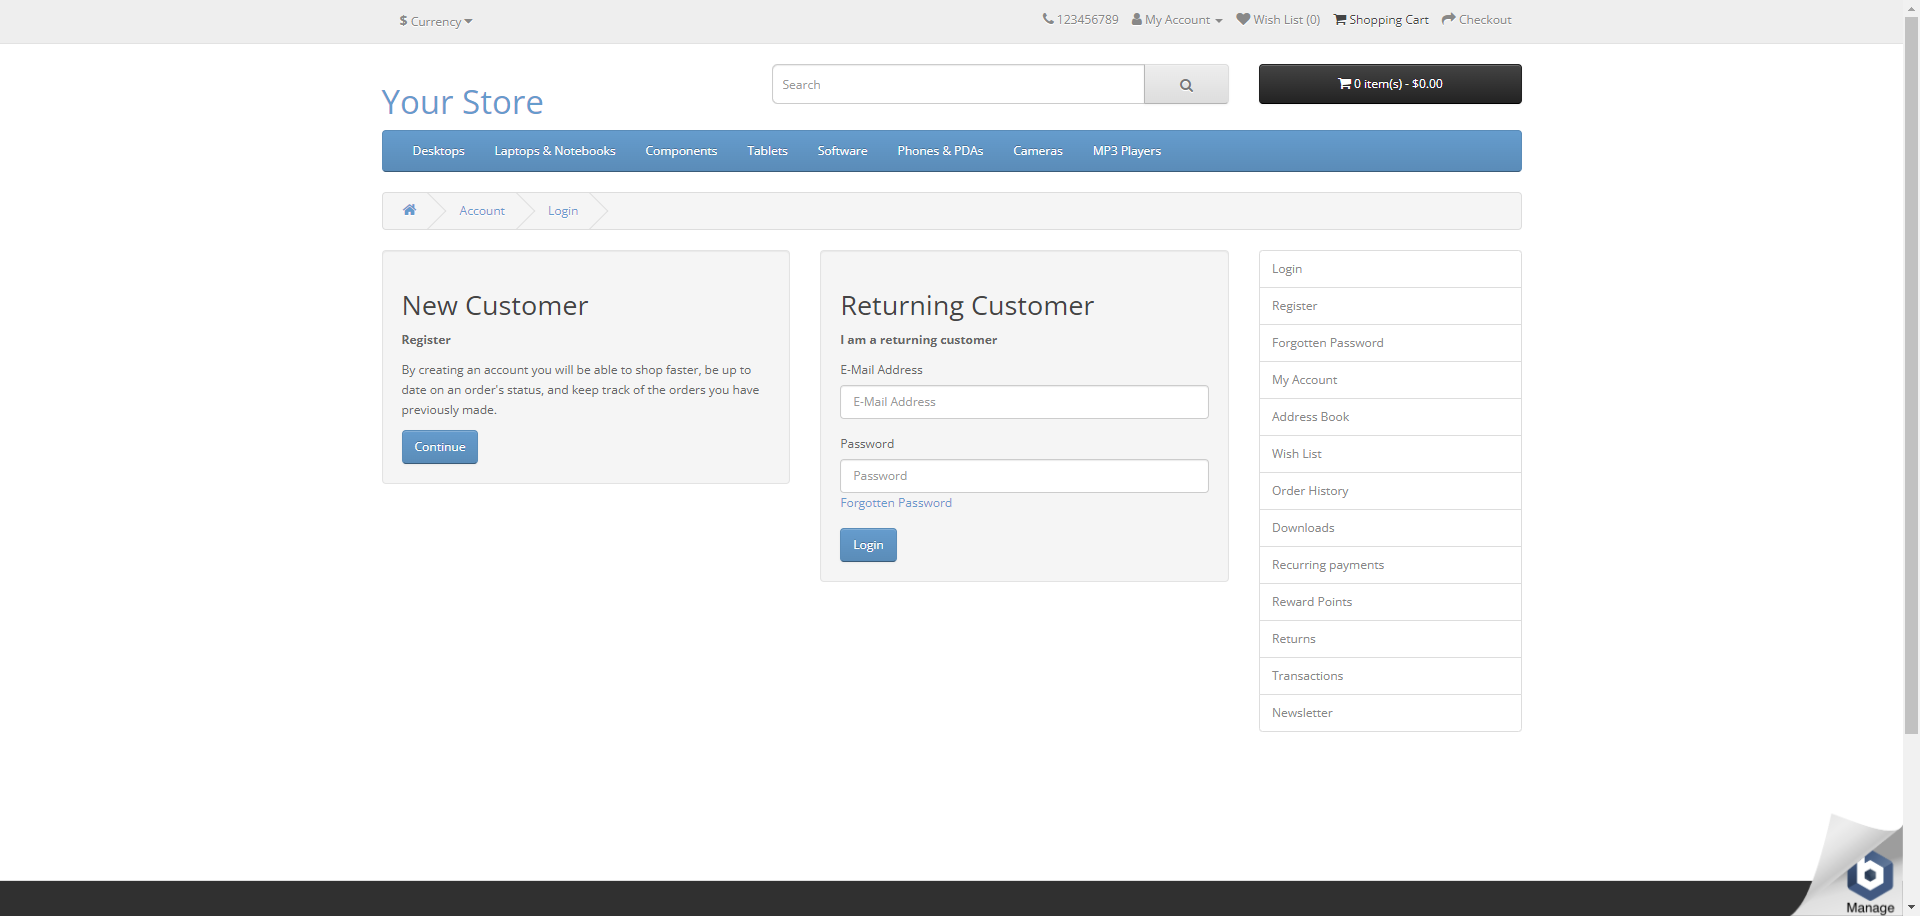 $ Currency
123456789 My Account Wish List (0) Shopping Cart Checkout
Your Store
Search
0 item(s) - $0.00
Desktops Laptops & Notebooks Components Tablets Software Phones & PDAs Cameras MP3 Players
Account Login
New Customer
Register
By creating an account you will be able to shop faster, be up to
date on an order's status, and keep track of the orders you have
previously made.
Continue
Returning Customer
I am a returning customer
E-Mail Address
E-Mail Address
Password
Password
Forgotten Password
Login
Login
Register
Forgotten Password
My Account
Address Book
Wish List
Order History
Downloads
Recurring payments
Reward Points
Returns
Transactions
Newsletter
Manage